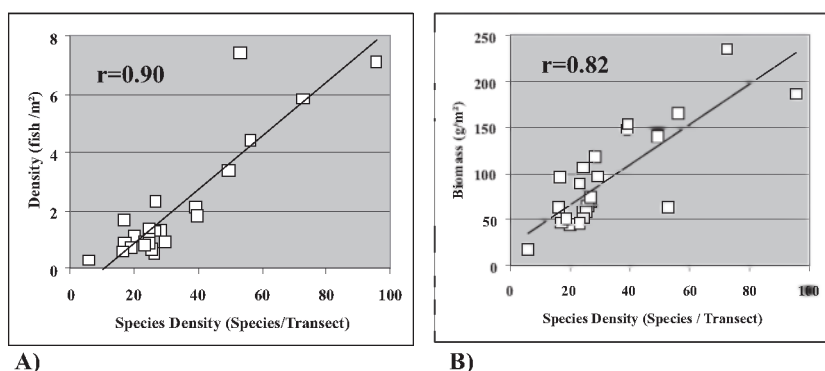 r=0.90
Density (fish /m²)
8
6
4
2
0
0 20 40 60 80 100
Species Density (Species/Transect)
A)
r=0.82
Biomass (g/m²)
250
200
150
100
50
0
0 20 40 60 80 100
Species Density (Species / Transect)
B)